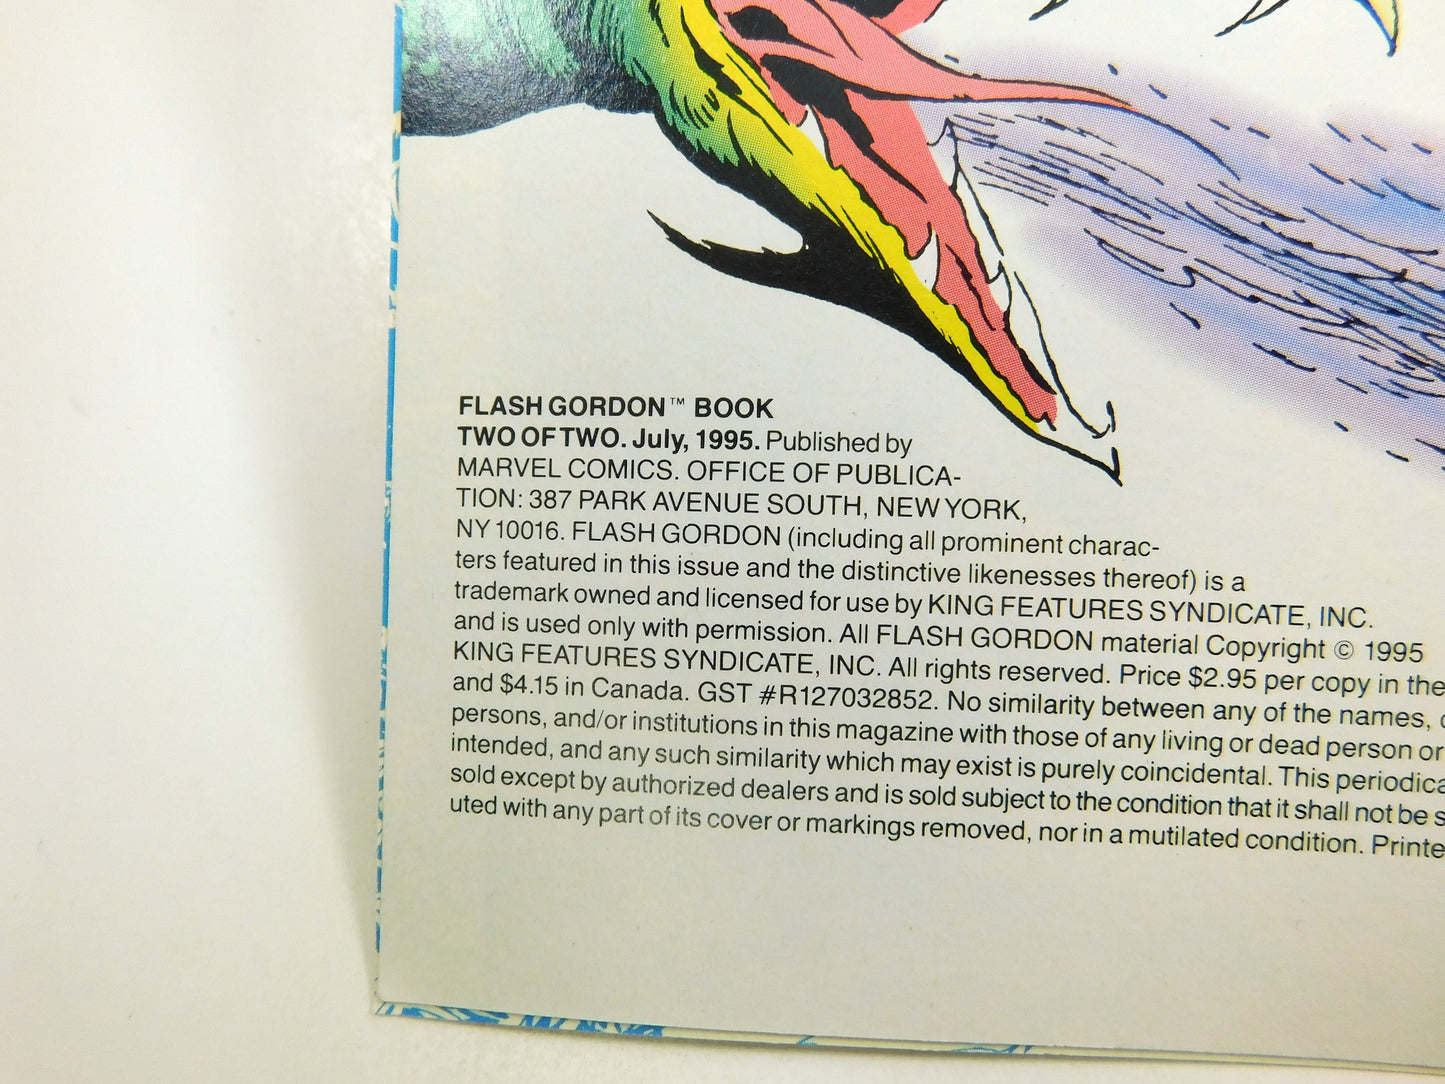 FLASH GORDON™ BOOK
TWO OF TWO. July, 1995. Published by
MARVEL COMICS. OFFICE OF PUBLICA-
TION: 387 PARK AVENUE SOUTH, NEW YORK,
NY 10016. FLASH GORDON (including all prominent charac-
ters featured in this issue and the distinctive likenesses thereof) is a
trademark owned and licensed for use by KING FEATURES SYNDICATE, INC.
and is used only with permission. All FLASH GORDON material Copyright © 1995
KING FEATURES SYNDICATE, INC. All rights reserved. Price $2.95 per copy in the
and $4.15 in Canada. GST #R127032852. No similarity between any of the names,
persons, and/or institutions in this magazine with those of any living or dead person or
intended, and any such similarity which may exist is purely coincidental. This
sold except by authorized dealers and is sold subject to the condition that it shall not be
uted with any part of its cover or markings removed, nor in a mutilated condition.